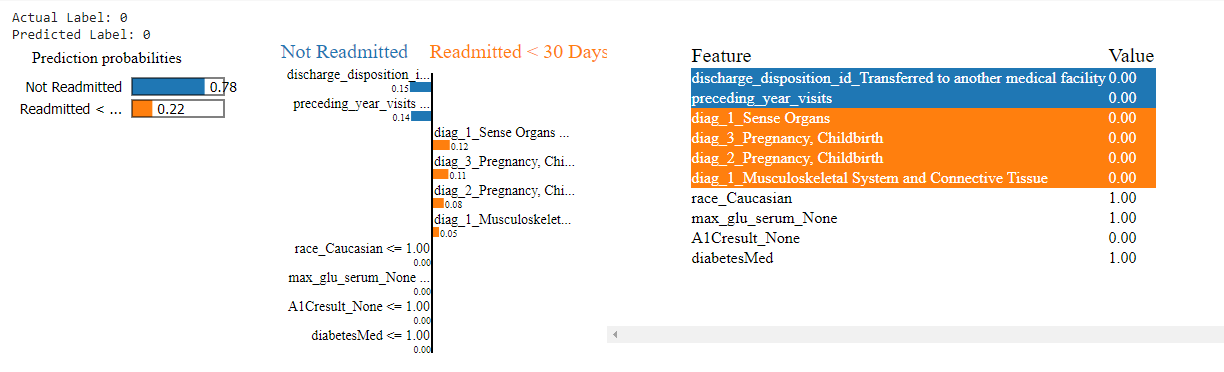 Actual Label: 0
Predicted Label: 0
Prediction probabilities
Not Readmitted 0.78
Readmitted < ... 0.22
Not Readmitted Readmitted < 30 Days
discharge_disposition_i...
0.15
preceding_year_visits ...
0.14
diag_1_Sense Organs ...
0.12
diag_3_Pregnancy, Chi...
0.11
diag_2_Pregnancy, Chi...
0.08
diag_1_Musculoskelet...
0.05
race_Caucasian <= 1.00
0.00
max_glu_serum_None ...
0.00
A1Cresult_None <= 1.00
0.00
diabetesMed <= 1.00
0.00
Feature Value
discharge_disposition_id_Transferred to another medical facility 0.00
preceding_year_visits 0.00
diag_1_Sense Organs 0.00
diag_3_Pregnancy, Childbirth 0.00
diag_2_Pregnancy, Childbirth 0.00
diag_1_Musculoskeletal System and Connective Tissue 0.00
race_Caucasian 1.00
max_glu_serum_None 1.00
A1Cresult_None 0.00
diabetesMed 1.00